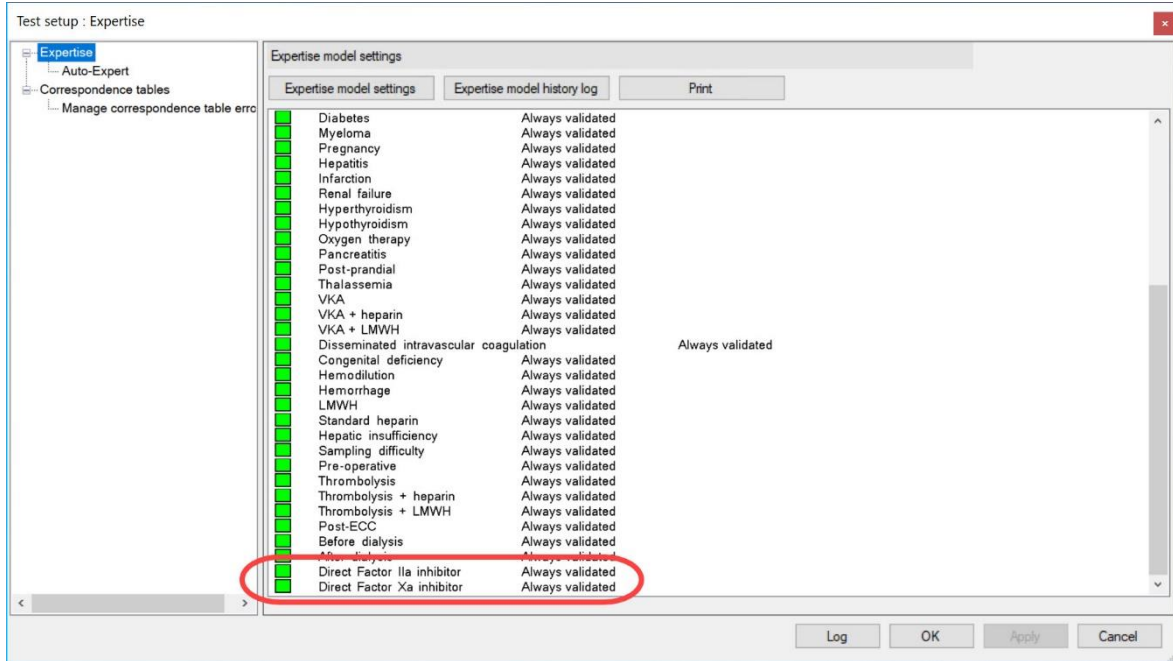 Test setup : Expertise
Expertise
Auto-Expert
Correspondence tables
Manage correspondence table erro
Expertise model settings
Expertise model settings Expertise model history log Print
Diabetes Always validated
Myeloma Always validated
Pregnancy Always validated
Hepatitis Always validated
Infarction Always validated
Renal failure Always validated
Hyperthyroidism Always validated
Hypothyroidism Always validated
Oxygen therapy Always validated
Pancreatitis Always validated
Post-prandial Always validated
Thalassemia Always validated
VKA Always validated
VKA + heparin Always validated
VKA + LMWH Always validated
Disseminated intravascular coagulation Always validated
Congenital deficiency Always validated
Hemodilution Always validated
Hemorrhage Always validated
LMWH Always validated
Standard heparin Always validated
Hepatic insufficiency Always validated
Sampling difficulty Always validated
Pre-operative Always validated
Thrombolysis Always validated
Thrombolysis + heparin Always validated
Thrombolysis + LMWH Always validated
Post-ECC Always validated
Before dialysis Always validated
After dialysis Always validated
Direct Factor IIa inhibitor Always validated
Direct Factor Xa inhibitor Always validated
Log OK Apply Cancel